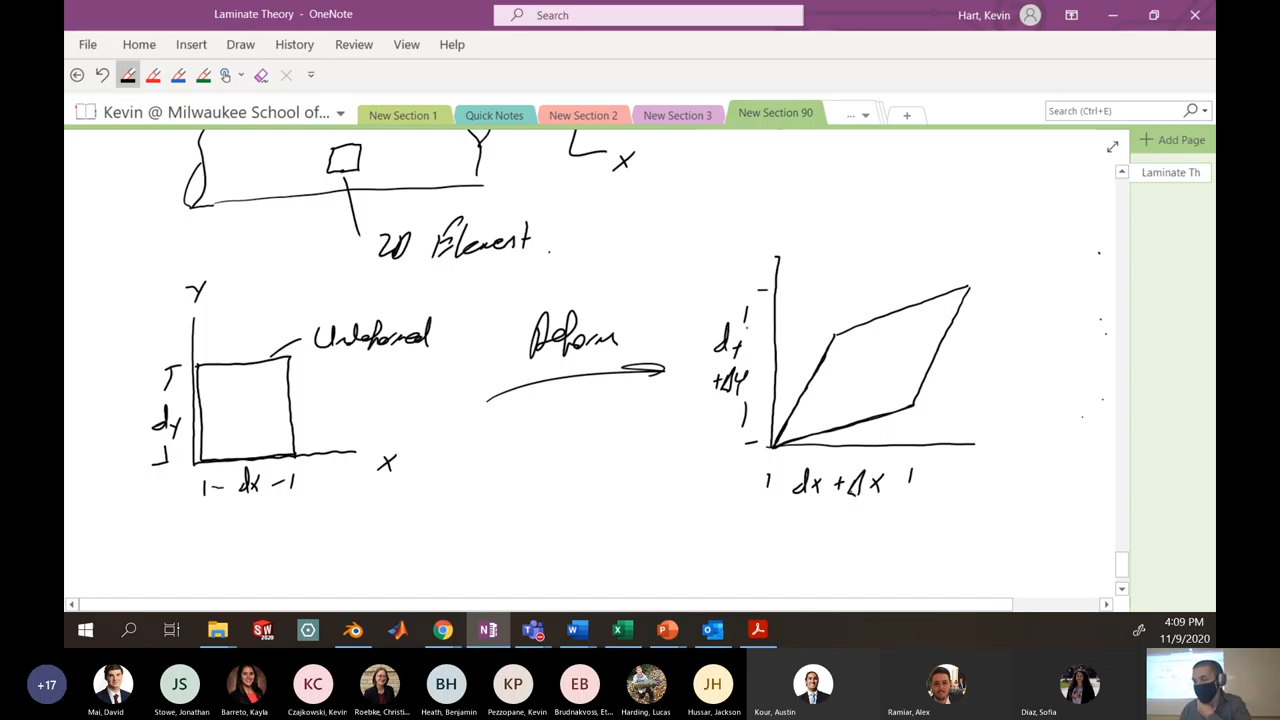 Laminate Theory - OneNote
Search
Hart, Kevin
File Home Insert Draw History Review View Help
Kevin @ Milwaukee School of...
New Section 1
Quick Notes
New Section 2
New Section 3
New Section 90
...
Search (Ctrl+E)
Add Page
Laminate Th
x
2D Element.
Y
Undeformed
Deform
dy
+Δy
dy
x
dx
dx + Δx
4:09 PM
11/9/2020
+17
JS
KC
BH
KP
EB
JH
Mai, David
Stowe, Jonathan
Barreto, Kayla
Czajkowski, Kevin
Roebke, Christi...
Heath, Benjamin
Pezzopane, Kevin
Brudnakvoss, Et...
Harding, Lucas
Hussar, Jackson
Kour, Austin
Ramiar, Alex
Diaz, Sofia